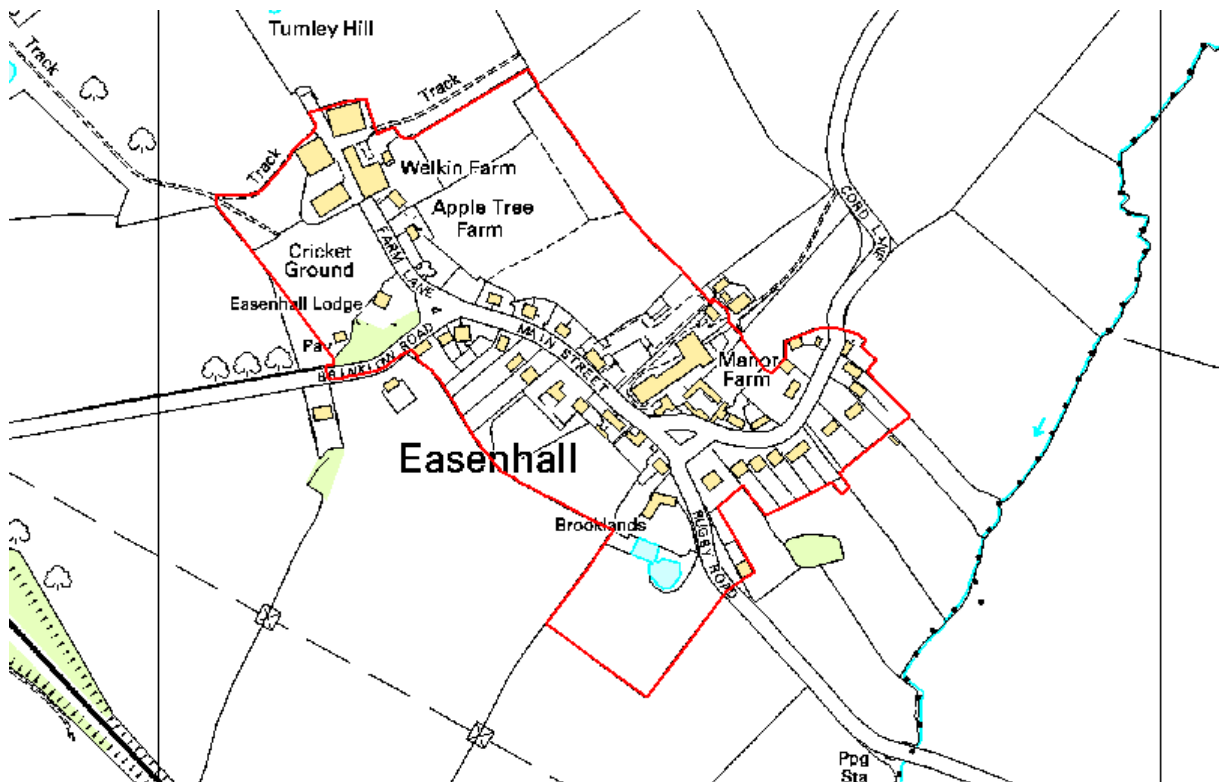 Tumley Hill
Track
Track
Track
Welkin Farm
Apple Tree
Farm
CORD LANE
Cricket
Ground
FARM LANE
Easenhall Lodge
Pav
BRINKLOW ROAD
MAIN STREET
Manor
Farm
Easenhall
Brooklands
RUGBY ROAD
Ppg
Sta